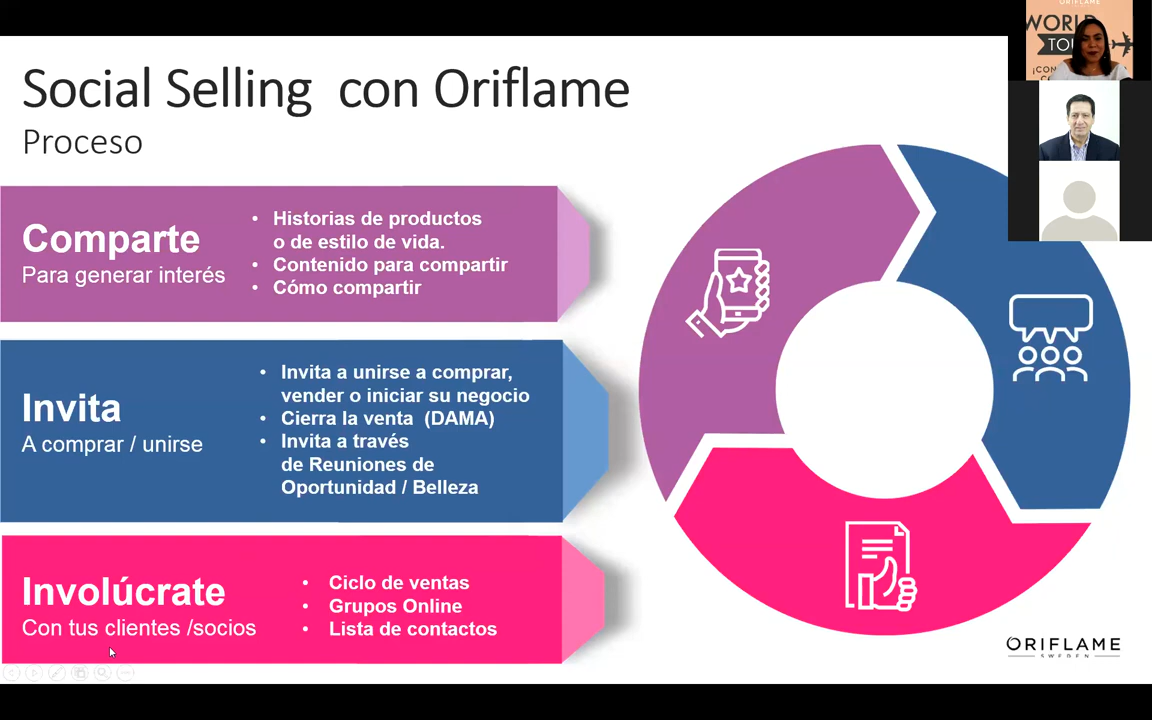 Social Selling con Oriflame
Proceso
Comparte
Para generar interés
• Historias de productos
o de estilo de vida.
• Contenido para compartir
• Cómo compartir
Invita
A comprar / unirse
• Invita a unirse a comprar,
vender o iniciar su negocio
• Cierra la venta (DAMA)
• Invita a través
de Reuniones de
Oportunidad / Belleza
Involúcrate
Con tus clientes /socios
• Ciclo de ventas
• Grupos Online
• Lista de contactos
ORIFLAME
SWEDEN
ORIFLAME
WORLD